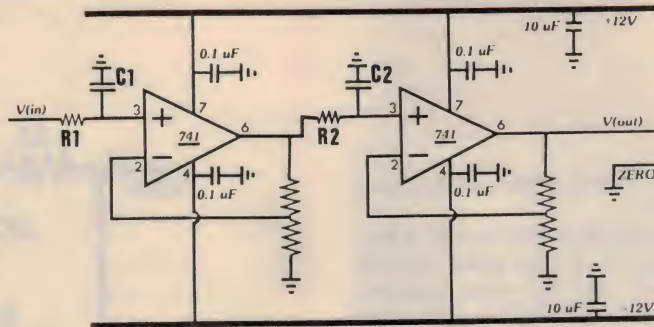 10 uF
+12V
0.1 uF
0.1 uF
C1
C2
V(in)
R1
3
+
7
741
6
2
−
4
0.1 uF
R2
3
+
7
741
6
2
−
4
0.1 uF
V(out)
ZERO
10 uF
-12V